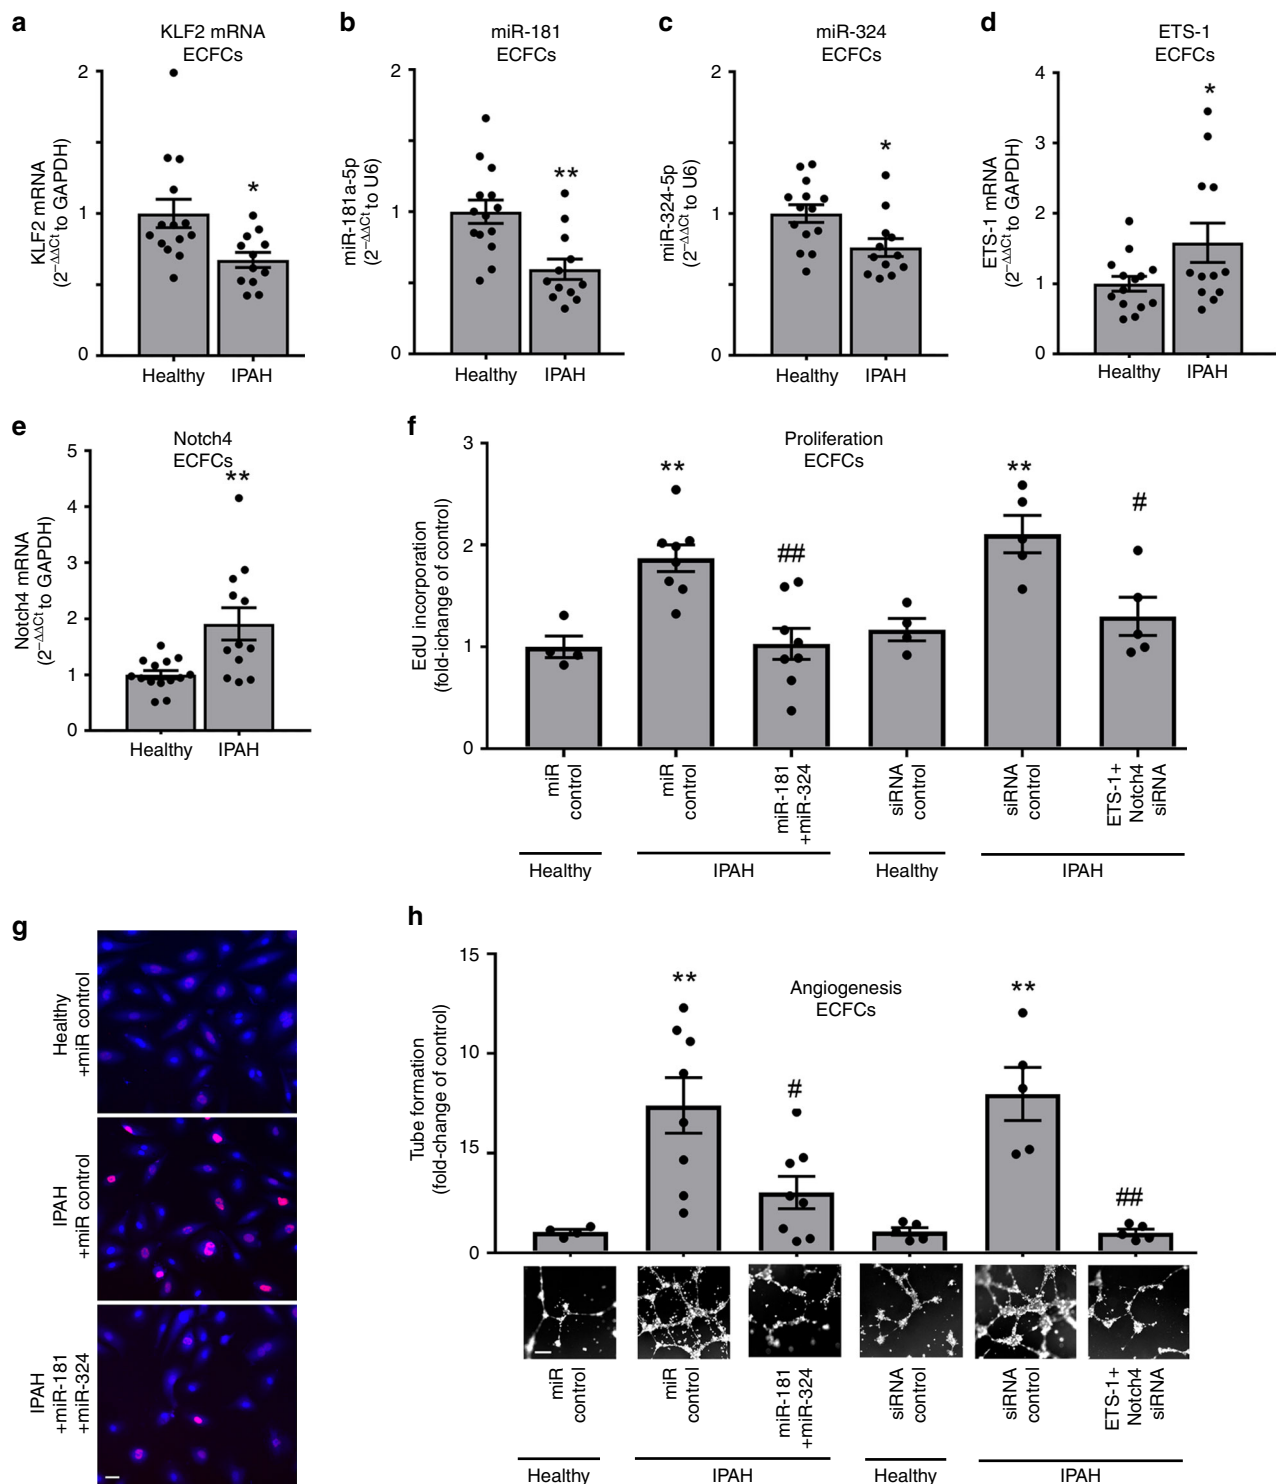 a
KLF2 mRNA
ECFCs
KLF2 mRNA
(2−ΔΔCt to GAPDH)
2
1
0
*
Healthy
IPAH
b
miR-181
ECFCs
miR-181a-5p
(2−ΔΔCt to U6)
2
1
0
**
Healthy
IPAH
c
miR-324
ECFCs
miR-324-5p
(2−ΔΔCt to U6)
2
1
0
*
Healthy
IPAH
d
ETS-1
ECFCs
ETS-1 mRNA
(2−ΔΔCt to GAPDH)
4
3
2
1
0
*
Healthy
IPAH
e
Notch4
ECFCs
Notch4 mRNA
(2−ΔΔCt to GAPDH)
5
4
3
2
1
0
**
Healthy
IPAH
f
Proliferation
ECFCs
EdU incorporation
(fold-ichange of control)
3
2
1
0
**
##
**
#
miR
control
miR
control
miR-181
+miR-324
siRNA
control
siRNA
control
ETS-1+
Notch4
siRNA
Healthy
IPAH
Healthy
IPAH
g
Healthy
+miR control
IPAH
+miR control
IPAH
+miR-181
+miR-324
h
Angiogenesis
ECFCs
Tube formation
(fold-change of control)
15
10
15
0
**
#
**
##
miR
control
miR
control
miR-181
+miR-324
siRNA
control
siRNA
control
ETS-1+
Notch4
siRNA
Healthy
IPAH
Healthy
IPAH